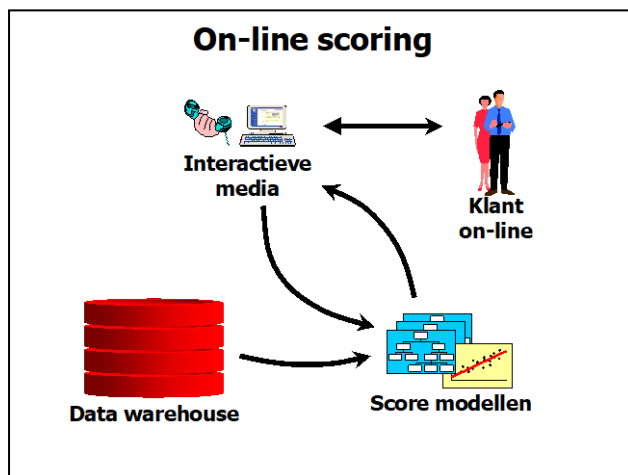 On-line scoring
Interactieve
media
Klant
on-line
Data warehouse
Score modellen